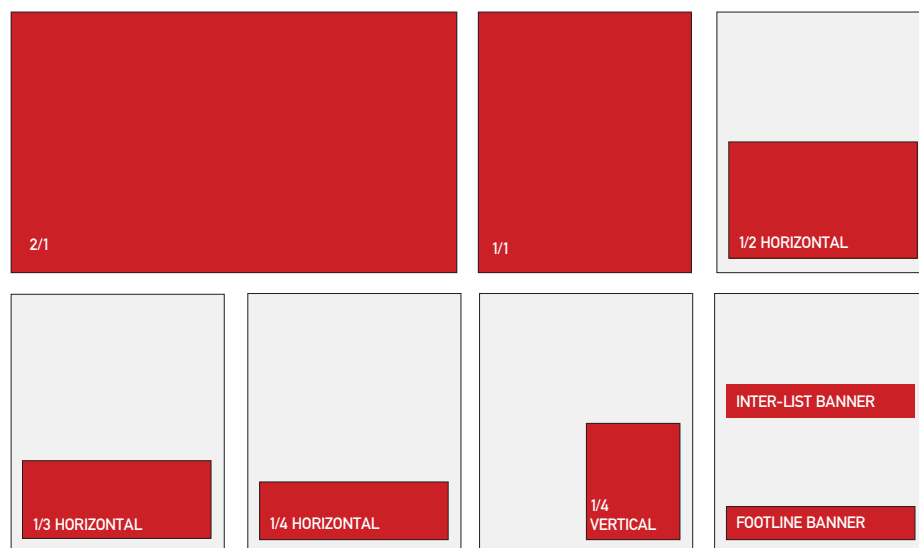 2/1
1/1
1/2 HORIZONTAL
1/3 HORIZONTAL
1/4 HORIZONTAL
1/4
VERTICAL
INTER-LIST BANNER
FOOTLINE BANNER